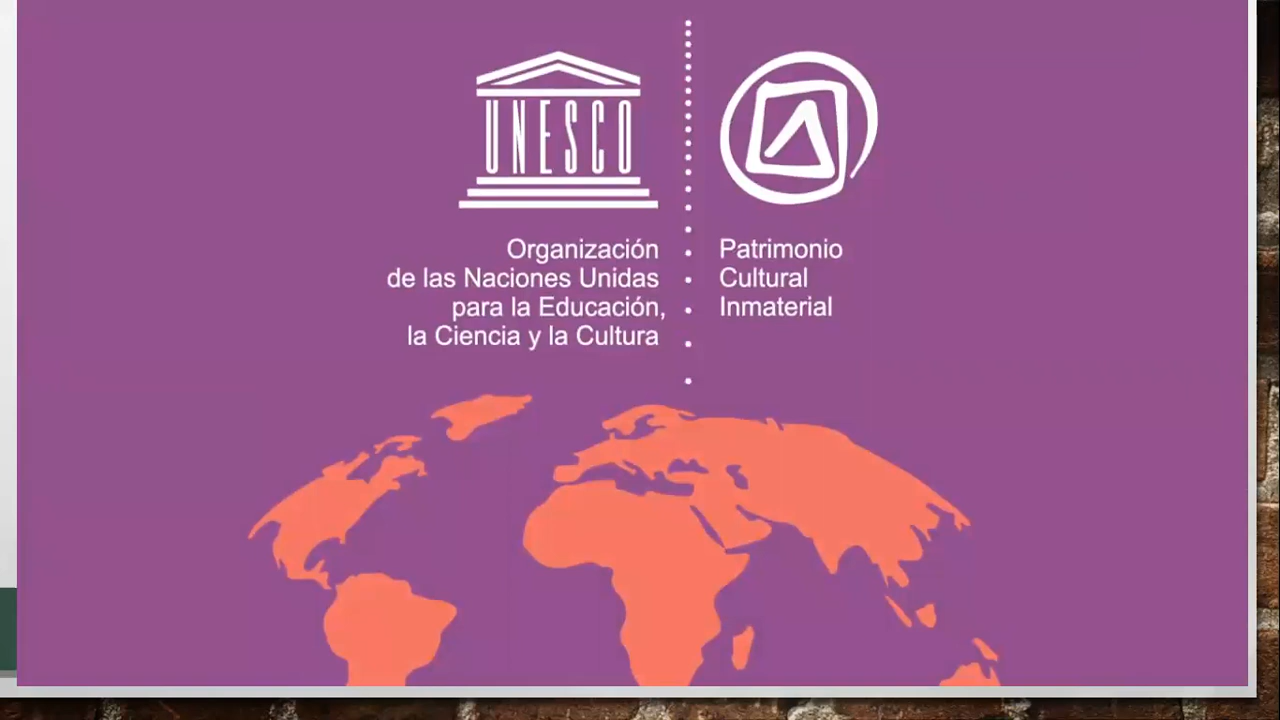 UNESCO
Organización
de las Naciones Unidas
para la Educación,
la Ciencia y la Cultura
Patrimonio
Cultural
Inmaterial